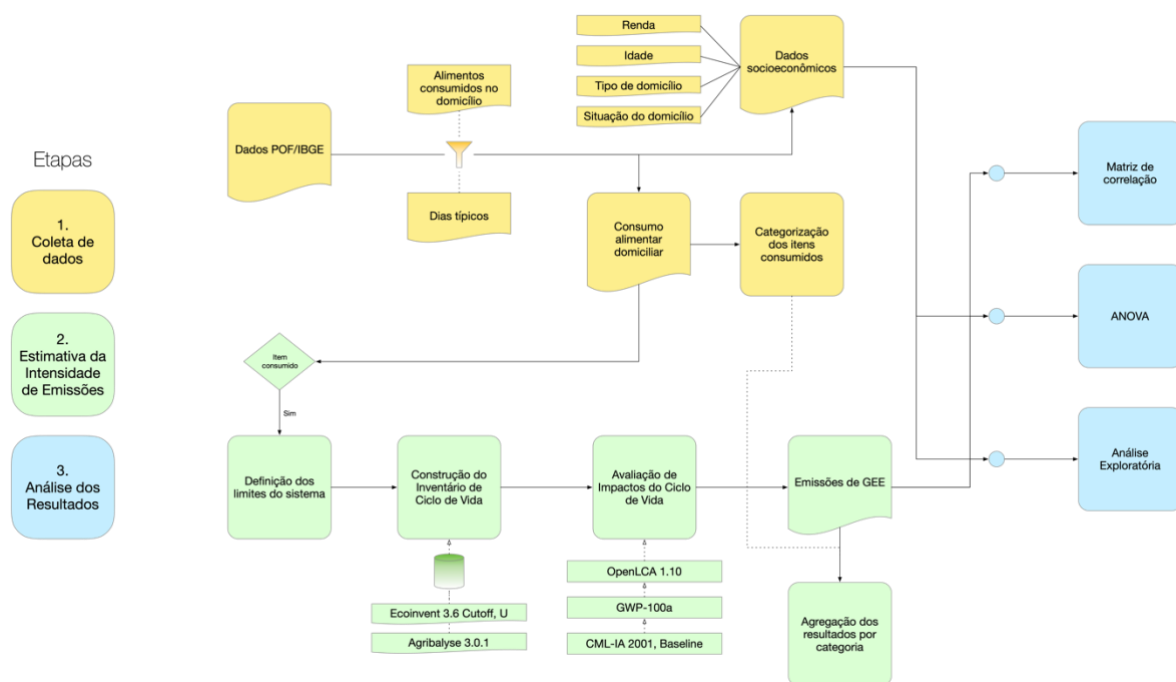 Etapas
1.
Coleta de
dados
2.
Estimativa da
Intensidade
de Emissões
3.
Análise dos
Resultados
Renda
Idade
Tipo de domicílio
Situação do domicílio
Dados
socioeconômicos
Alimentos
consumidos no
domicílio
Dados POF/IBGE
Dias típicos
Consumo
alimentar
domiciliar
Categorização
dos itens
consumidos
Matriz de
correlação
ANOVA
Análise
Exploratória
Item
consumido
Sim
Definição dos
limites do sistema
Construção do
Inventário de
Ciclo de Vida
Avaliação de
Impactos do Ciclo
de Vida
Emissões de GEE
Ecoinvent 3.6 Cutoff, U
Agribalyse 3.0.1
OpenLCA 1.10
GWP-100a
CML-IA 2001, Baseline
Agregação dos
resultados por
categoria